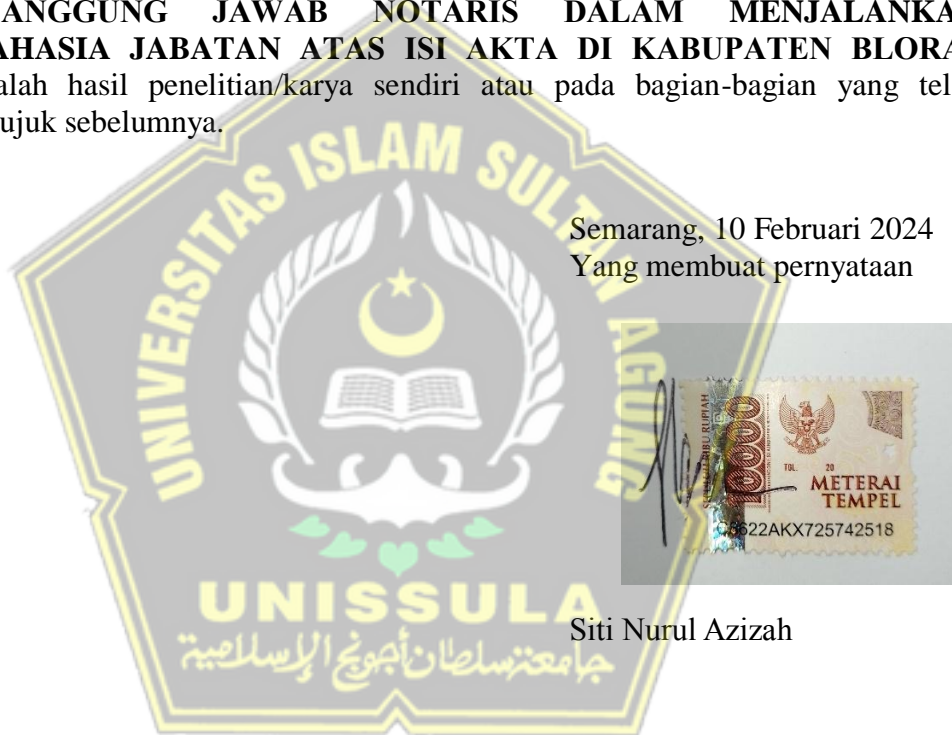 ANGGUNG JAWAB NOTARIS DALAM MENJALANKA
AHASIA JABATAN ATAS ISI AKTA DI KABUPATEN BLORA
alah hasil penelitian/karya sendiri atau pada bagian-bagian yang tel
ujuk sebelumnya.
UNIVERSITAS ISLAM SULTAN AGUNG
Semarang, 10 Februari 2024
Yang membuat pernyataan
SEPULUH RIBU RUPIAH
10000
TGL. 20
METERAI
TEMPEL
622AKX725742518
UNISSULA
جامعتسلطان أجونج الإسلامية
Siti Nurul Azizah